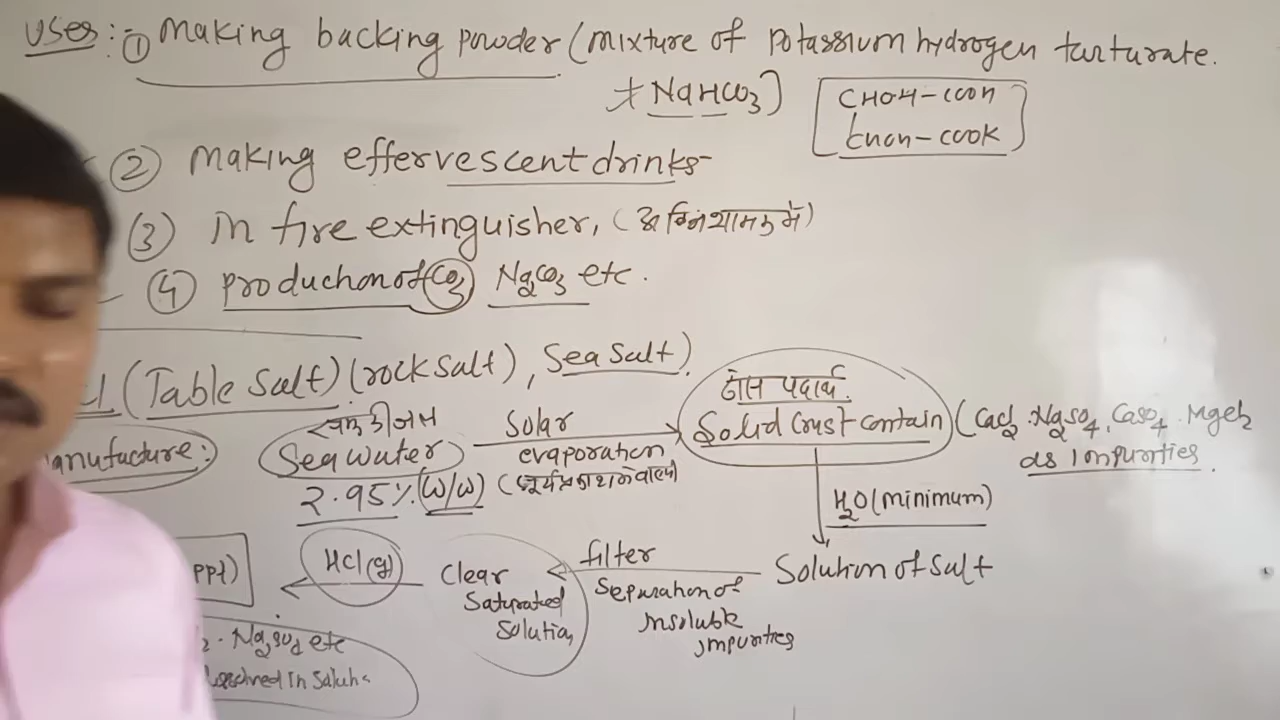 Uses :- ① Making backing powder (mixture of Potassium hydrogen tarturate.
+ NaHCO3)
CHOH-COOH
CHOH-COOK
② Making effervescent drinks-
③ In fire extinguisher, (
④ production of CO2 Na2CO3 etc.
(Table salt) (rock salt), Sea Salt)
anufacture:
Sea water
2.95% (w/w)
Solar
evaporation
ठोस पदार्थ.
Solid Crust contain (CaCl2 . Na2SO4, CaSO4 . MgCl2
as impurities
H2O (minimum)
Solution of Salt
filter
Separation of
insoluble
impurities
Clear
Saturated
Solution
HCl(g)
PPt)
2 . Na2SO4 etc